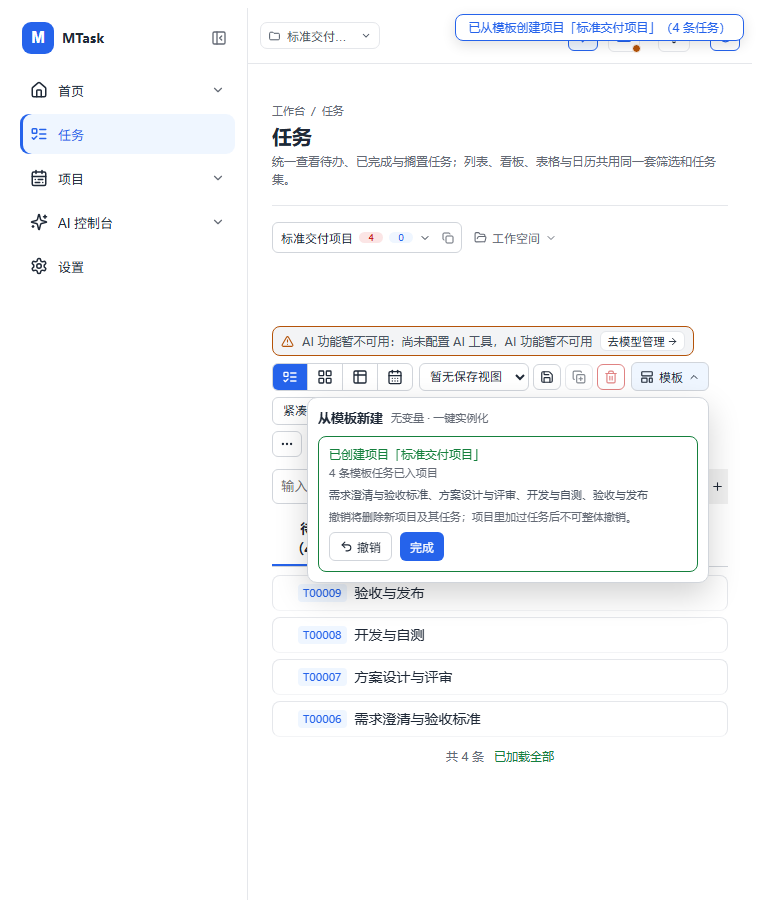 M MTask
首页
任务
项目
AI 控制台
设置
标准交付...
已从模板创建项目「标准交付项目」（4 条任务）
工作台 / 任务
任务
统一查看待办、已完成与搁置任务；列表、看板、表格与日历共用同一套筛选和任务
集。
标准交付项目 4 0
工作空间
AI 功能暂不可用：尚未配置 AI 工具，AI 功能暂不可用 去模型管理 →
暂无保存视图
模板
紧凑
从模板新建 无变量 · 一键实例化
已创建项目「标准交付项目」
4 条模板任务已入项目
需求澄清与验收标准、方案设计与评审、开发与自测、验收与发布
撤销将删除新项目及其任务；项目里加过任务后不可整体撤销。
撤销 完成
...
输入
+
T00009 验收与发布
T00008 开发与自测
T00007 方案设计与评审
T00006 需求澄清与验收标准
共 4 条 已加载全部